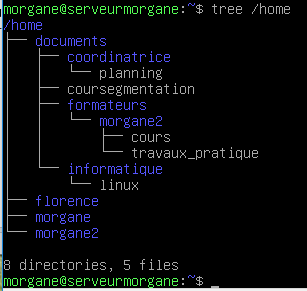 morgane@serveurmorgane:~$ tree /home
/home
├── documents
│   ├── coordinatrice
│   │   └── planning
│   ├── coursegmentation
│   ├── formateurs
│   │   └── morgane2
│   │       ├── cours
│   │       └── travaux_pratique
│   └── informatique
│       └── linux
├── florence
├── morgane
└── morgane2
8 directories, 5 files
morgane@serveurmorgane:~$ _